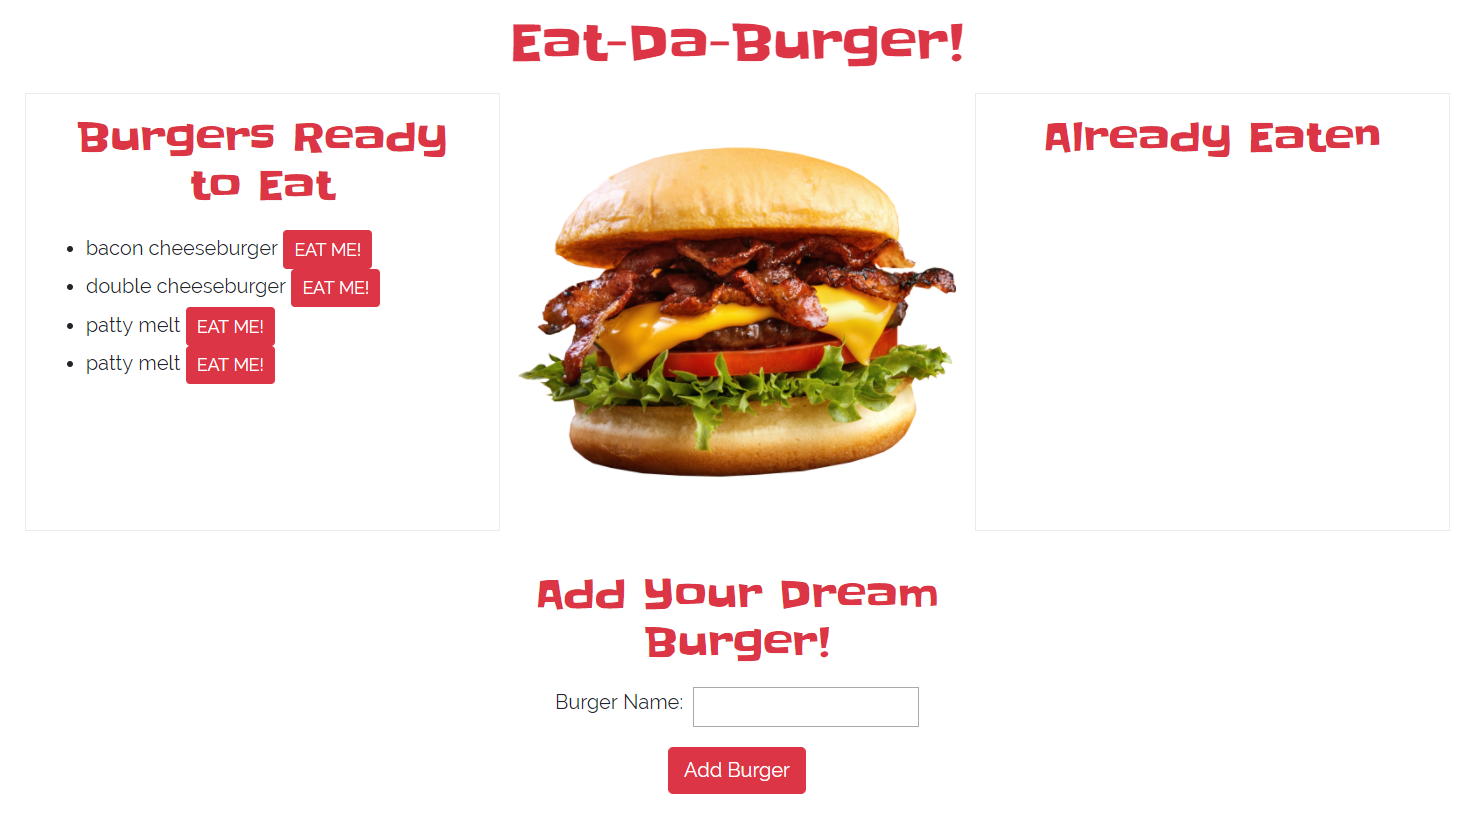 Eat-Da-Burger!
Burgers Ready
to Eat
bacon cheeseburger EAT ME!
double cheeseburger EAT ME!
patty melt EAT ME!
patty melt EAT ME!
Already Eaten
Add Your Dream
Burger!
Burger Name:
Add Burger